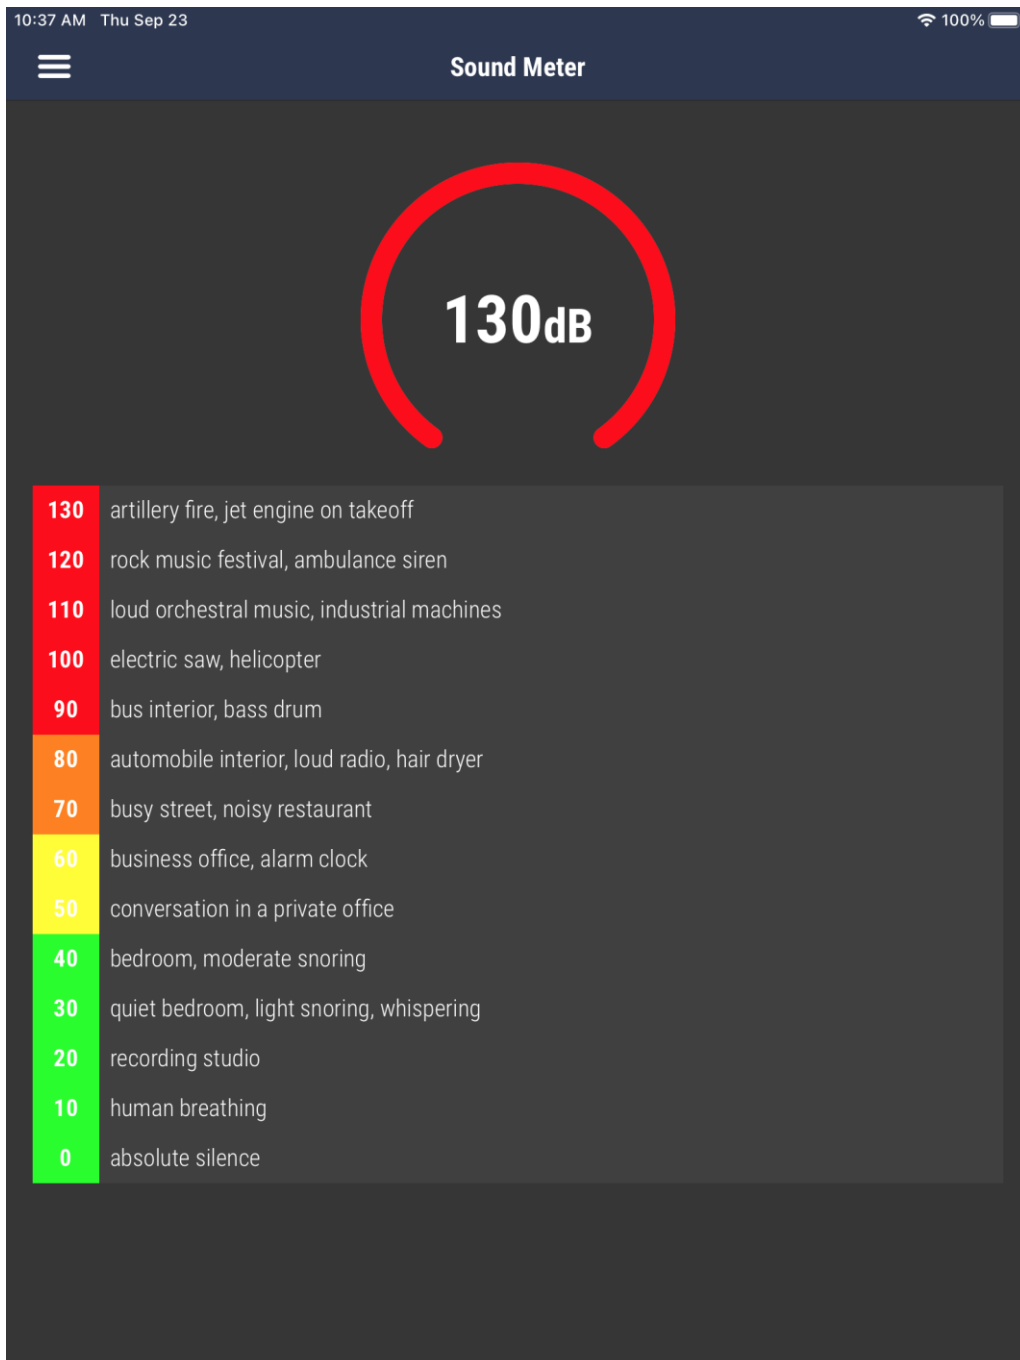 10:37 AM Thu Sep 23 100%
Sound Meter
130dB
130 artillery fire, jet engine on takeoff
120 rock music festival, ambulance siren
110 loud orchestral music, industrial machines
100 electric saw, helicopter
90 bus interior, bass drum
80 automobile interior, loud radio, hair dryer
70 busy street, noisy restaurant
60 business office, alarm clock
50 conversation in a private office
40 bedroom, moderate snoring
30 quiet bedroom, light snoring, whispering
20 recording studio
10 human breathing
0 absolute silence